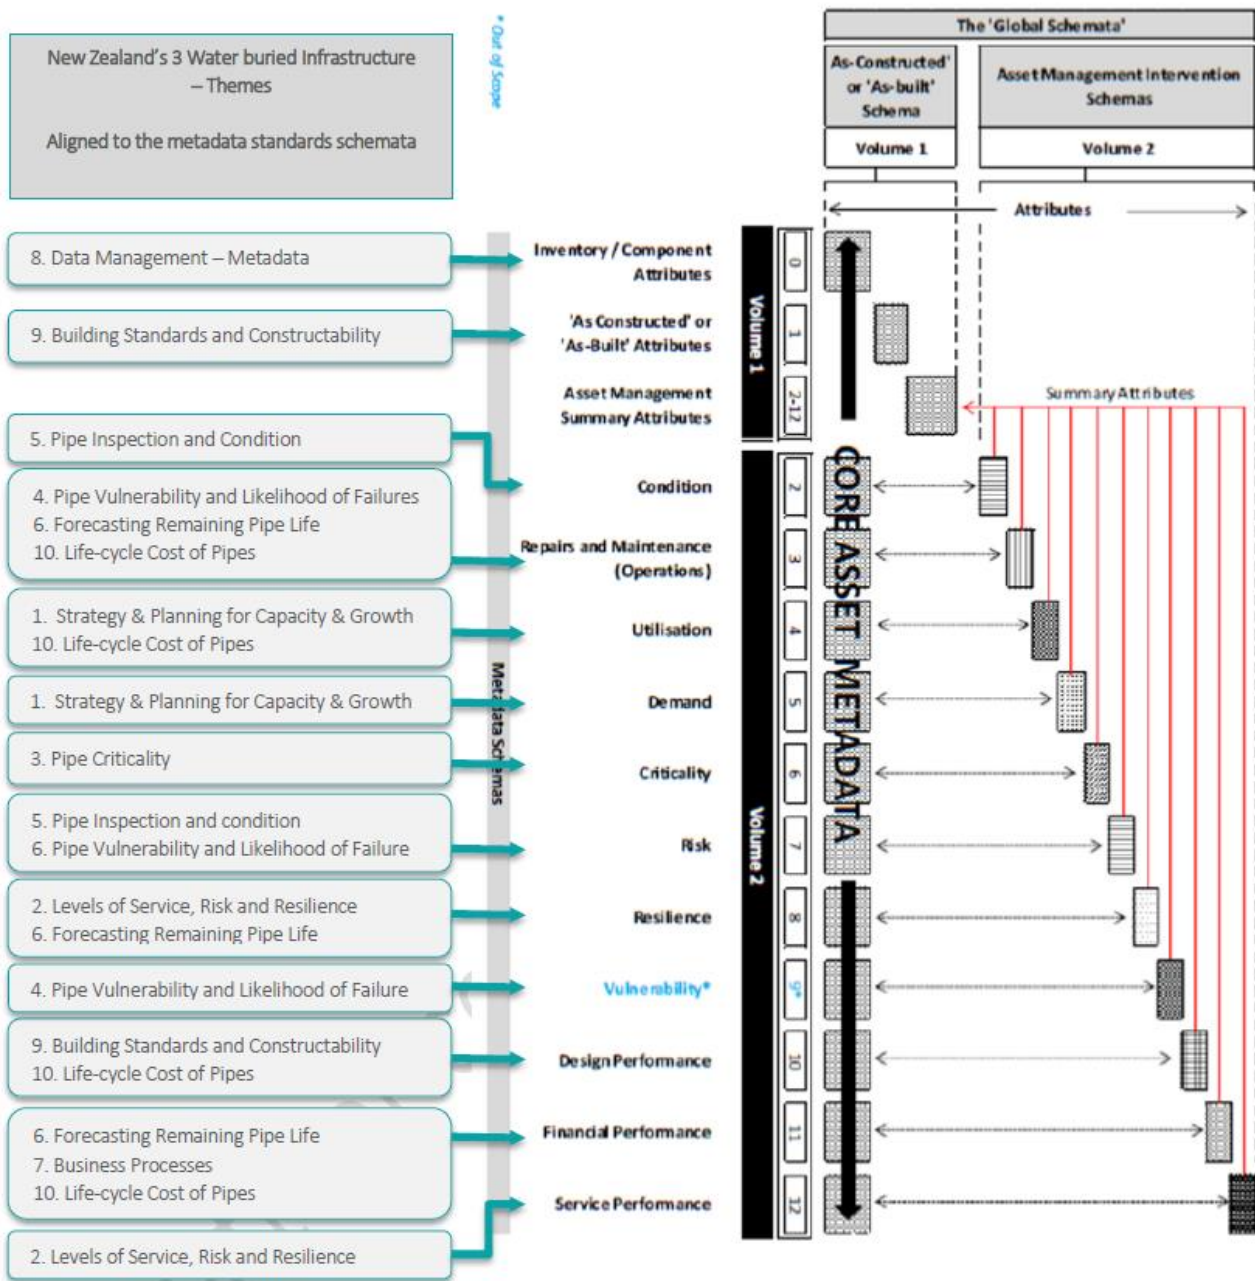 New Zealand's 3 Water buried Infrastructure
– Themes
Aligned to the metadata standards schemata
* Out of Scope
The 'Global Schemata'
As-Constructed'
or 'As-built'
Schema
Asset Management Intervention
Schemas
Volume 1
Volume 2
Attributes
8. Data Management – Metadata
Inventory / Component
Attributes
0
9. Building Standards and Constructability
'As Constructed' or
'As-Built' Attributes
1
Volume 1
Asset Management
Summary Attributes
2-12
Summary Attributes
5. Pipe Inspection and Condition
Condition
2
4. Pipe Vulnerability and Likelihood of Failures
6. Forecasting Remaining Pipe Life
10. Life-cycle Cost of Pipes
Repairs and Maintenance
(Operations)
3
1. Strategy & Planning for Capacity & Growth
10. Life-cycle Cost of Pipes
Utilisation
4
Metadata Schemas
CORE ASSET METADATA
1. Strategy & Planning for Capacity & Growth
Demand
5
3. Pipe Criticality
Criticality
6
Volume 2
5. Pipe Inspection and condition
6. Pipe Vulnerability and Likelihood of Failure
Risk
7
2. Levels of Service, Risk and Resilience
6. Forecasting Remaining Pipe Life
Resilience
8
4. Pipe Vulnerability and Likelihood of Failure
Vulnerability*
9*
9. Building Standards and Constructability
10. Life-cycle Cost of Pipes
Design Performance
10
6. Forecasting Remaining Pipe Life
7. Business Processes
10. Life-cycle Cost of Pipes
Financial Performance
11
Service Performance
12
2. Levels of Service, Risk and Resilience